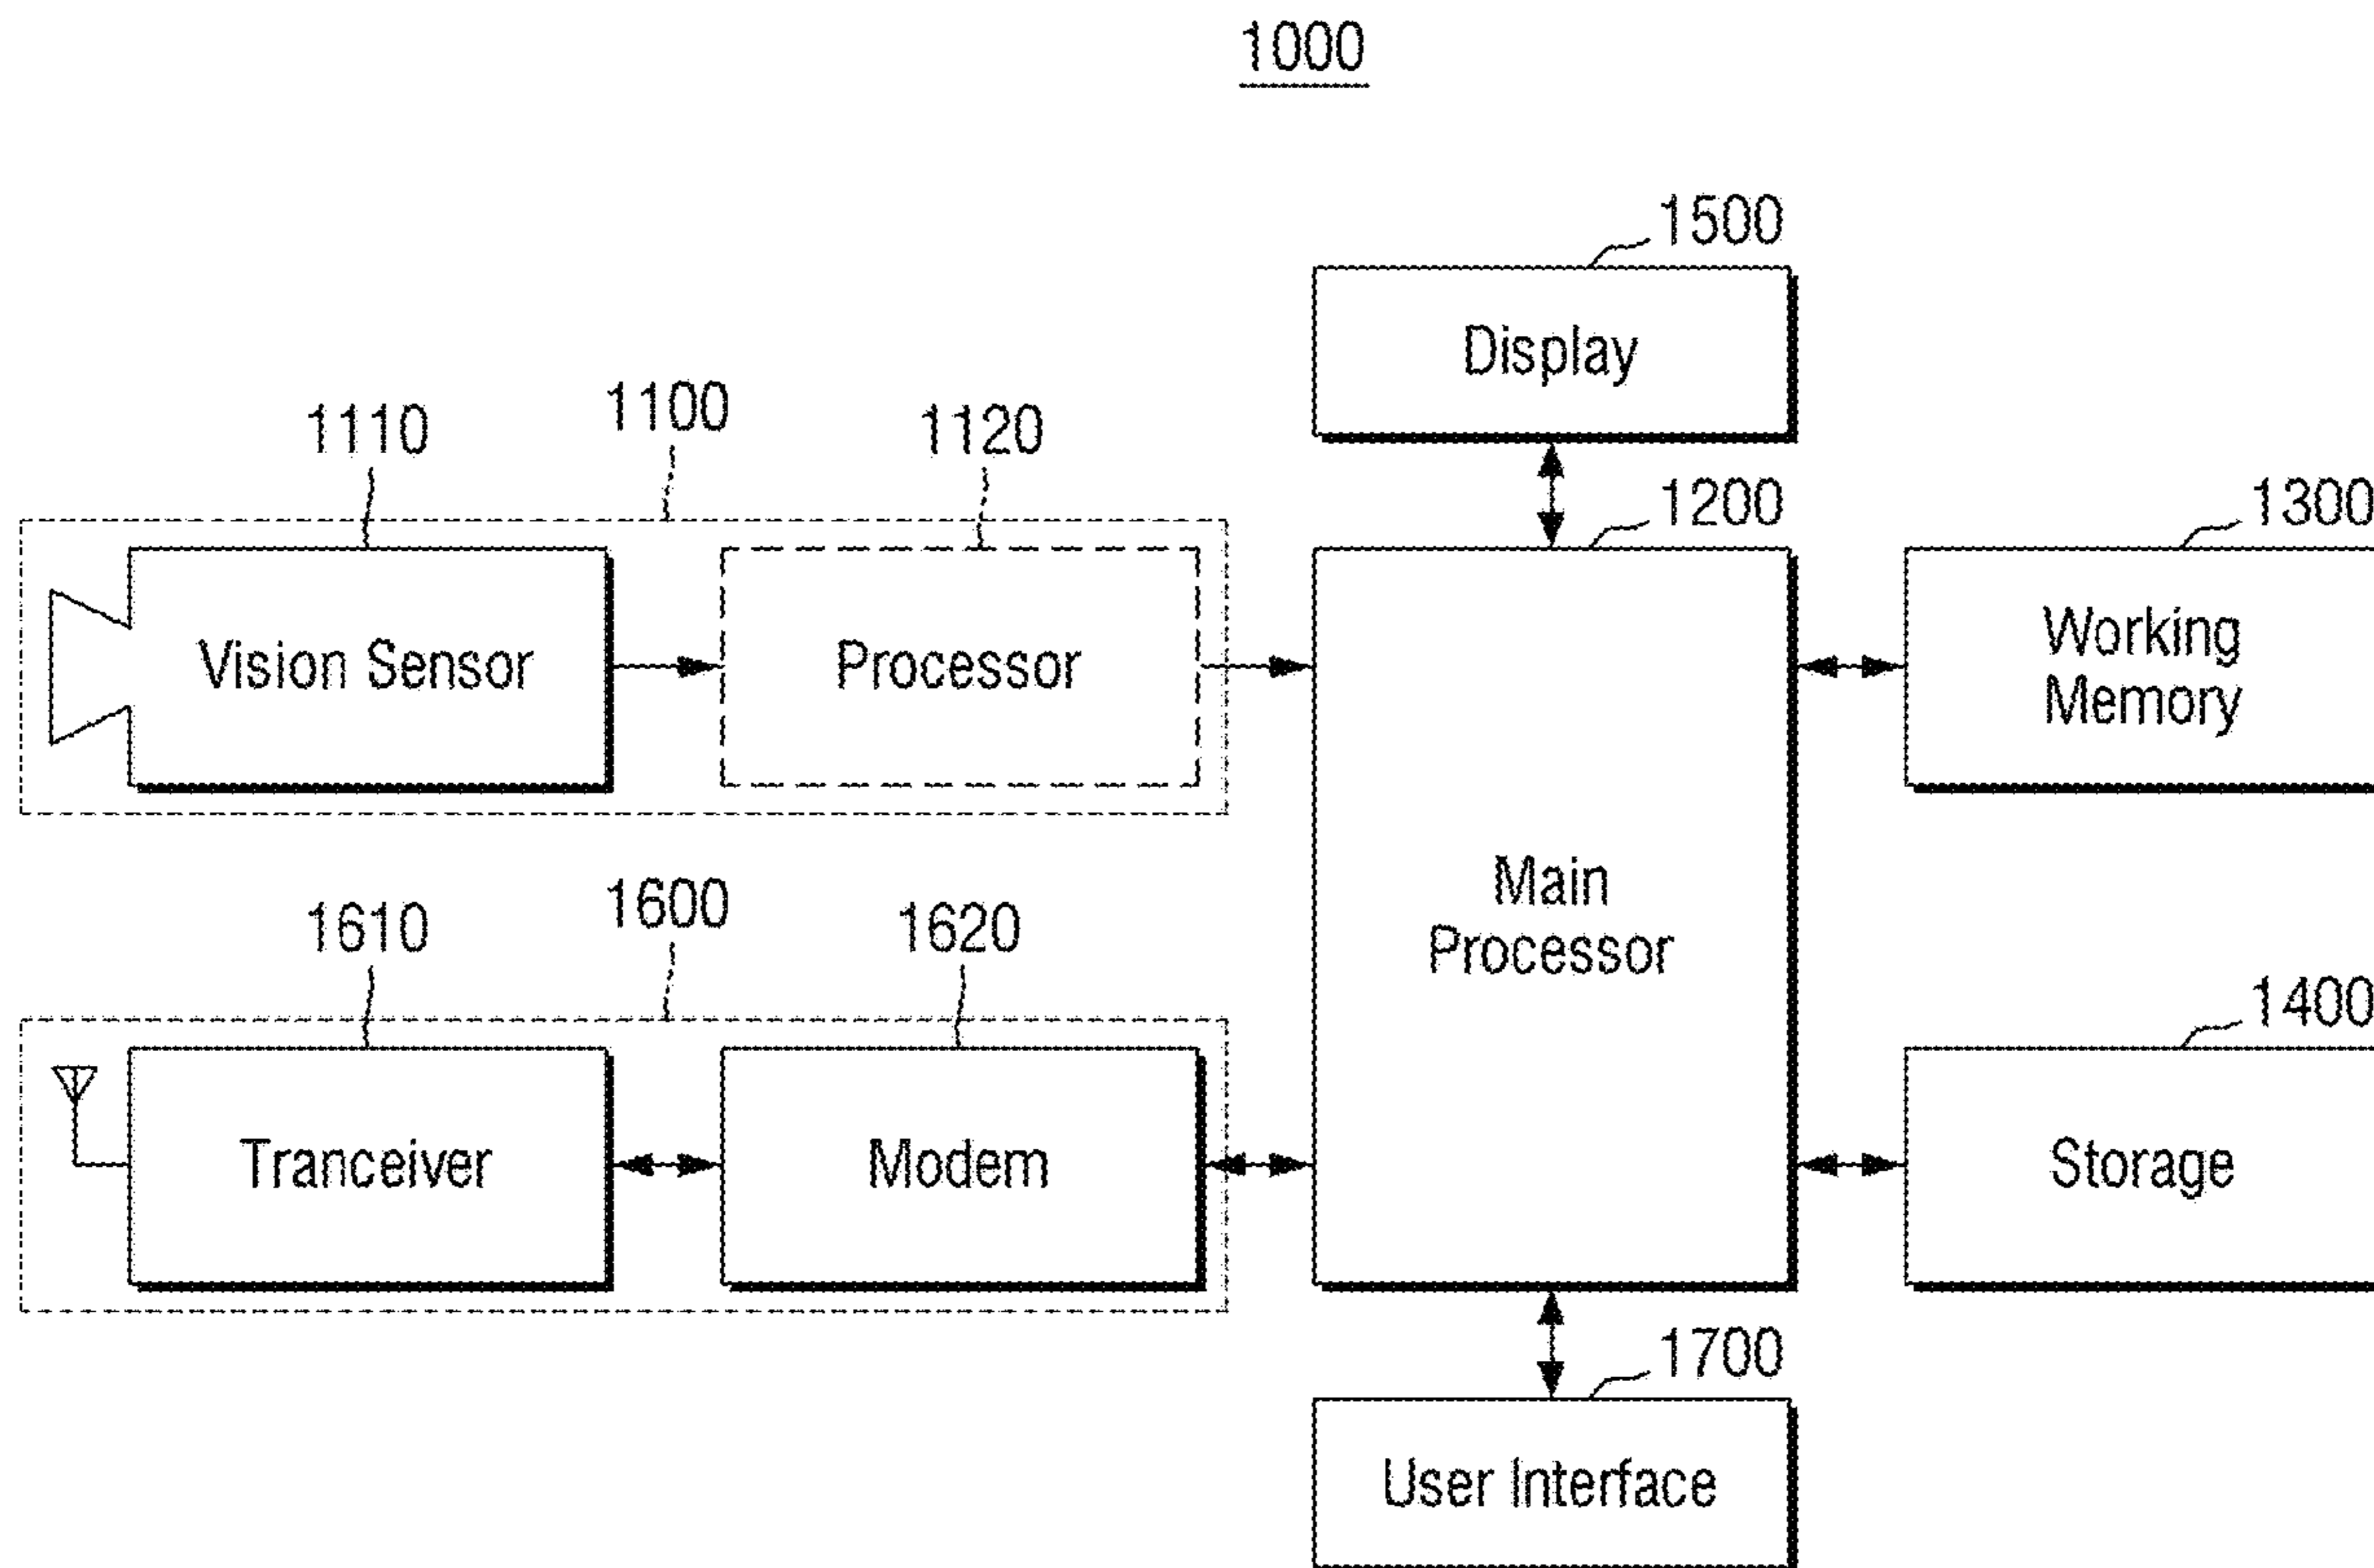 1000
1500
Display
1110
1100
1120
1200
1300
Vision Sensor
Processor
Working
Memory
Main
Processor
1610
1600
1620
1400
Tranceiver
Modem
Storage
1700
User Interface